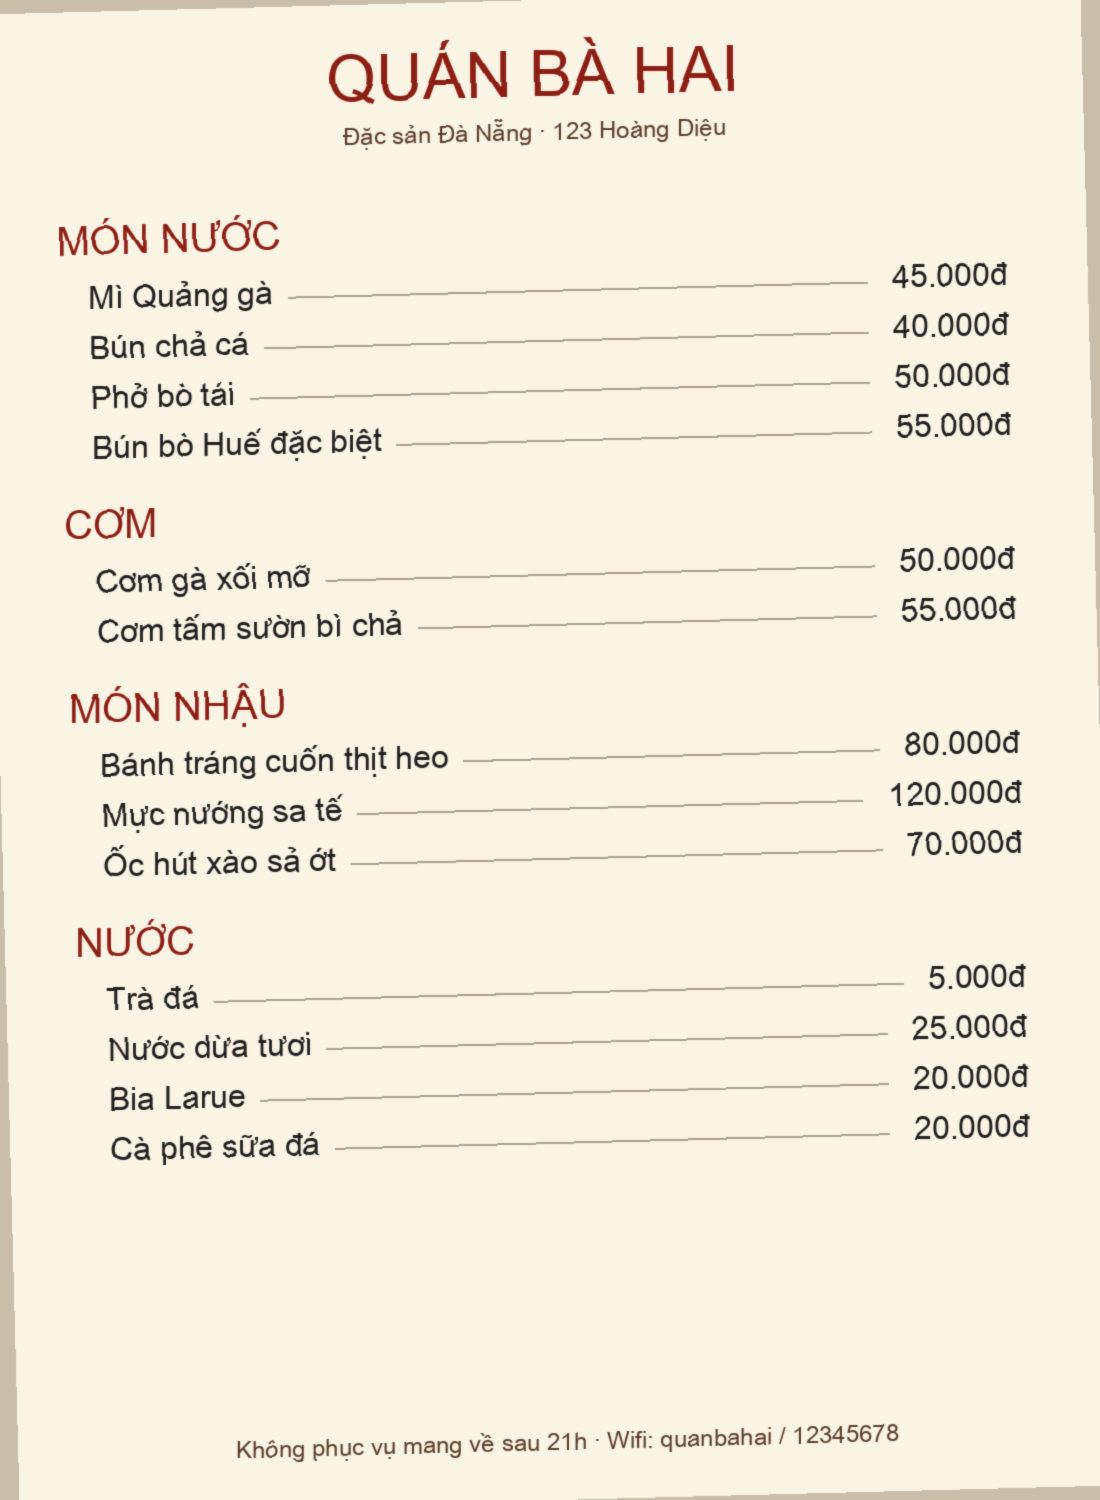 QUÁN BÀ HAI
Đặc sản Đà Nẵng · 123 Hoàng Diệu
MÓN NƯỚC
Mì Quảng gà 45.000đ
Bún chả cá 40.000đ
Phở bò tái 50.000đ
Bún bò Huế đặc biệt 55.000đ
CƠM
Cơm gà xối mỡ 50.000đ
Cơm tấm sườn bì chả 55.000đ
MÓN NHẬU
Bánh tráng cuốn thịt heo 80.000đ
Mực nướng sa tế 120.000đ
Ốc hút xào sả ớt 70.000đ
NƯỚC
Trà đá 5.000đ
Nước dừa tươi 25.000đ
Bia Larue 20.000đ
Cà phê sữa đá 20.000đ
Không phục vụ mang về sau 21h · Wifi: quanbahai / 12345678